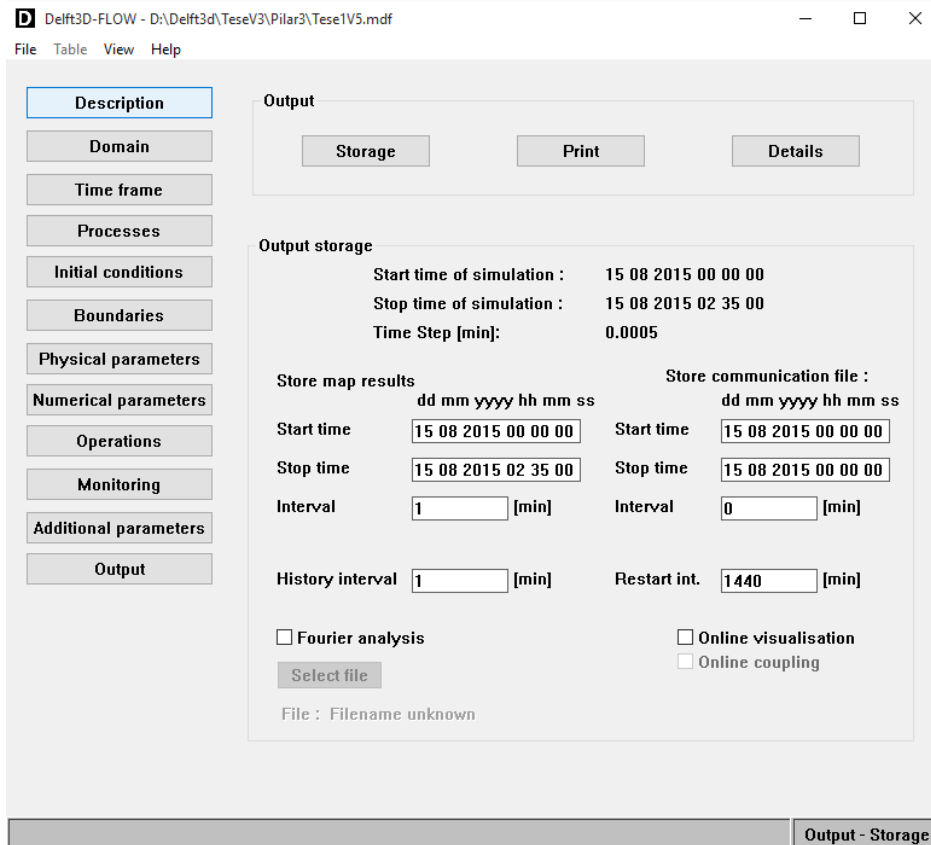 D Delft3D-FLOW - D:\Delft3d\TeseV3\Pilar3\Tese1V5.mdf
File Table View Help
Description
Domain
Time frame
Processes
Initial conditions
Boundaries
Physical parameters
Numerical parameters
Operations
Monitoring
Additional parameters
Output
Output
Storage Print Details
Output storage
Start time of simulation : 15 08 2015 00 00 00
Stop time of simulation : 15 08 2015 02 35 00
Time Step [min]: 0.0005
Store map results Store communication file :
dd mm yyyy hh mm ss dd mm yyyy hh mm ss
Start time 15 08 2015 00 00 00 Start time 15 08 2015 00 00 00
Stop time 15 08 2015 02 35 00 Stop time 15 08 2015 00 00 00
Interval 1 [min] Interval 0 [min]
History interval 1 [min] Restart int. 1440 [min]
Fourier analysis Online visualisation
Select file Online coupling
File : Filename unknown
Output - Storage